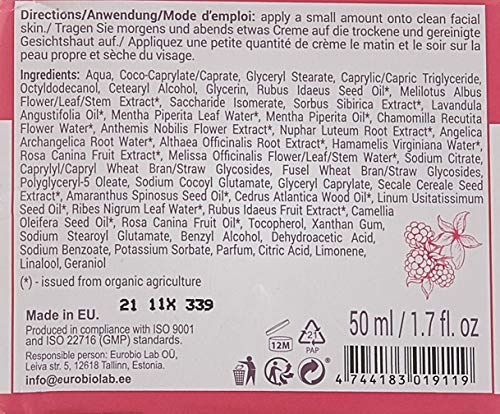 Directions/Anwendung/Mode d'emploi: apply a small amount onto clean facial
skin./ Tragen Sie morgens und abends etwas Creme auf die trockene und gereinigte
Gesichtshaut auf./ Appliquez une petite quantité de crème le matin et le soir sur la
peau propre et sèche du visage.
Ingredients: Aqua, Coco-Caprylate/Caprate, Glyceryl Stearate, Caprylic/Capric Triglyceride,
Octyldodecanol, Cetearyl Alcohol, Glycerin, Rubus Idaeus Seed Oil*, Melilotus Albus
Flower/Leaf/Stem Extract*, Saccharide Isomerate, Sorbus Sibirica Extract*, Lavandula
Angustifolia Oil*, Mentha Piperita Leaf Water*, Mentha Piperita Oil*, Chamomilla Recutita
Flower Water*, Anthemis Nobilis Flower Extract*, Nuphar Luteum Root Extract*, Angelica
Archangelica Root Water*, Althaea Officinalis Root Extract*, Hamamelis Virginiana Water*,
Rosa Canina Fruit Extract*, Melissa Officinalis Flower/Leaf/Stem Water*, Sodium Citrate,
Caprylyl/Capryl Wheat Bran/Straw Glycosides, Fusel Wheat Bran/Straw Glycosides,
Polyglyceryl-5 Oleate, Sodium Cocoyl Glutamate, Glyceryl Caprylate, Secale Cereale Seed
Extract*, Amaranthus Spinosus Seed Oil*, Cedrus Atlantica Wood Oil*, Linum Usitatissimum
Seed Oil*, Ribes Nigrum Leaf Water*, Rubus Idaeus Fruit Extract*, Camellia
Oleifera Seed Oil*, Rosa Canina Fruit Oil*, Tocopherol, Xanthan Gum,
Sodium Stearoyl Glutamate, Benzyl Alcohol, Dehydroacetic Acid,
Sodium Benzoate, Potassium Sorbate, Parfum, Citric Acid, Limonene,
Linalool, Geraniol
(*) - issued from organic agriculture
21 11X 339
Made in EU.
Produced in compliance with ISO 9001
and ISO 22716 (GMP) standards.
Responsible person: Eurobio Lab OÜ,
Leiva str. 5, 12618 Tallinn, Estonia.
info@eurobiolab.ee
12M
21
PAP
50 ml / 1.7 fl. oz
4 744183 019119